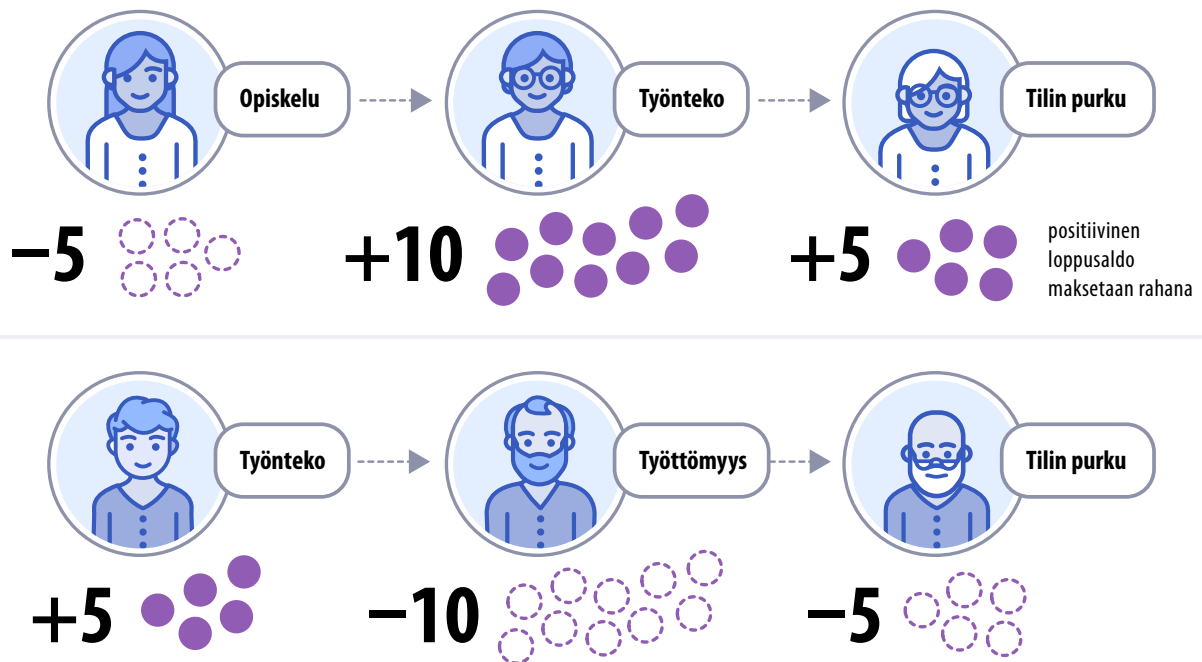 Opiskelu
Työnteko
Tilin purku
−5
+10
+5
positiivinen
loppusaldo
maksetaan rahana
Työnteko
Työttömyys
Tilin purku
+5
−10
−5